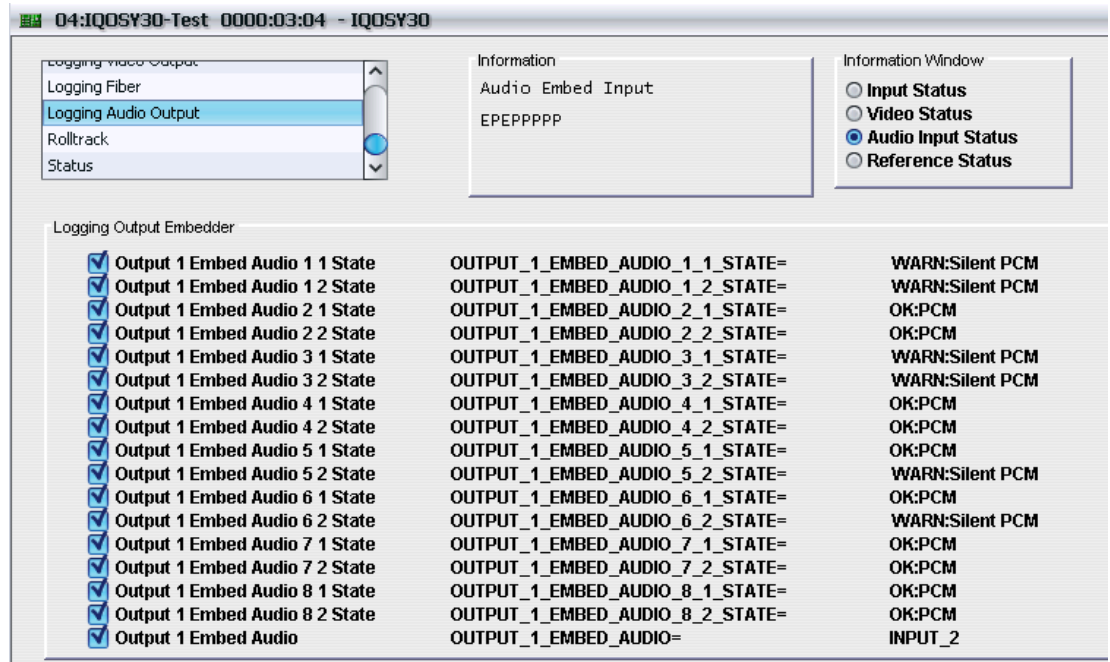 04:IQOSY30-Test 0000:03:04 - IQOSY30
Logging Video Output
Logging Fiber
Logging Audio Output
Rolltrack
Status
Information
Audio Embed Input
EPEPPPPP
Information Window
Input Status
Video Status
Audio Input Status
Reference Status
Logging Output Embedder
Output 1 Embed Audio 1 1 State OUTPUT_1_EMBED_AUDIO_1_1_STATE= WARN:Silent PCM
Output 1 Embed Audio 1 2 State OUTPUT_1_EMBED_AUDIO_1_2_STATE= WARN:Silent PCM
Output 1 Embed Audio 2 1 State OUTPUT_1_EMBED_AUDIO_2_1_STATE= OK:PCM
Output 1 Embed Audio 2 2 State OUTPUT_1_EMBED_AUDIO_2_2_STATE= OK:PCM
Output 1 Embed Audio 3 1 State OUTPUT_1_EMBED_AUDIO_3_1_STATE= WARN:Silent PCM
Output 1 Embed Audio 3 2 State OUTPUT_1_EMBED_AUDIO_3_2_STATE= WARN:Silent PCM
Output 1 Embed Audio 4 1 State OUTPUT_1_EMBED_AUDIO_4_1_STATE= OK:PCM
Output 1 Embed Audio 4 2 State OUTPUT_1_EMBED_AUDIO_4_2_STATE= OK:PCM
Output 1 Embed Audio 5 1 State OUTPUT_1_EMBED_AUDIO_5_1_STATE= OK:PCM
Output 1 Embed Audio 5 2 State OUTPUT_1_EMBED_AUDIO_5_2_STATE= WARN:Silent PCM
Output 1 Embed Audio 6 1 State OUTPUT_1_EMBED_AUDIO_6_1_STATE= OK:PCM
Output 1 Embed Audio 6 2 State OUTPUT_1_EMBED_AUDIO_6_2_STATE= WARN:Silent PCM
Output 1 Embed Audio 7 1 State OUTPUT_1_EMBED_AUDIO_7_1_STATE= OK:PCM
Output 1 Embed Audio 7 2 State OUTPUT_1_EMBED_AUDIO_7_2_STATE= OK:PCM
Output 1 Embed Audio 8 1 State OUTPUT_1_EMBED_AUDIO_8_1_STATE= OK:PCM
Output 1 Embed Audio 8 2 State OUTPUT_1_EMBED_AUDIO_8_2_STATE= OK:PCM
Output 1 Embed Audio OUTPUT_1_EMBED_AUDIO= INPUT_2